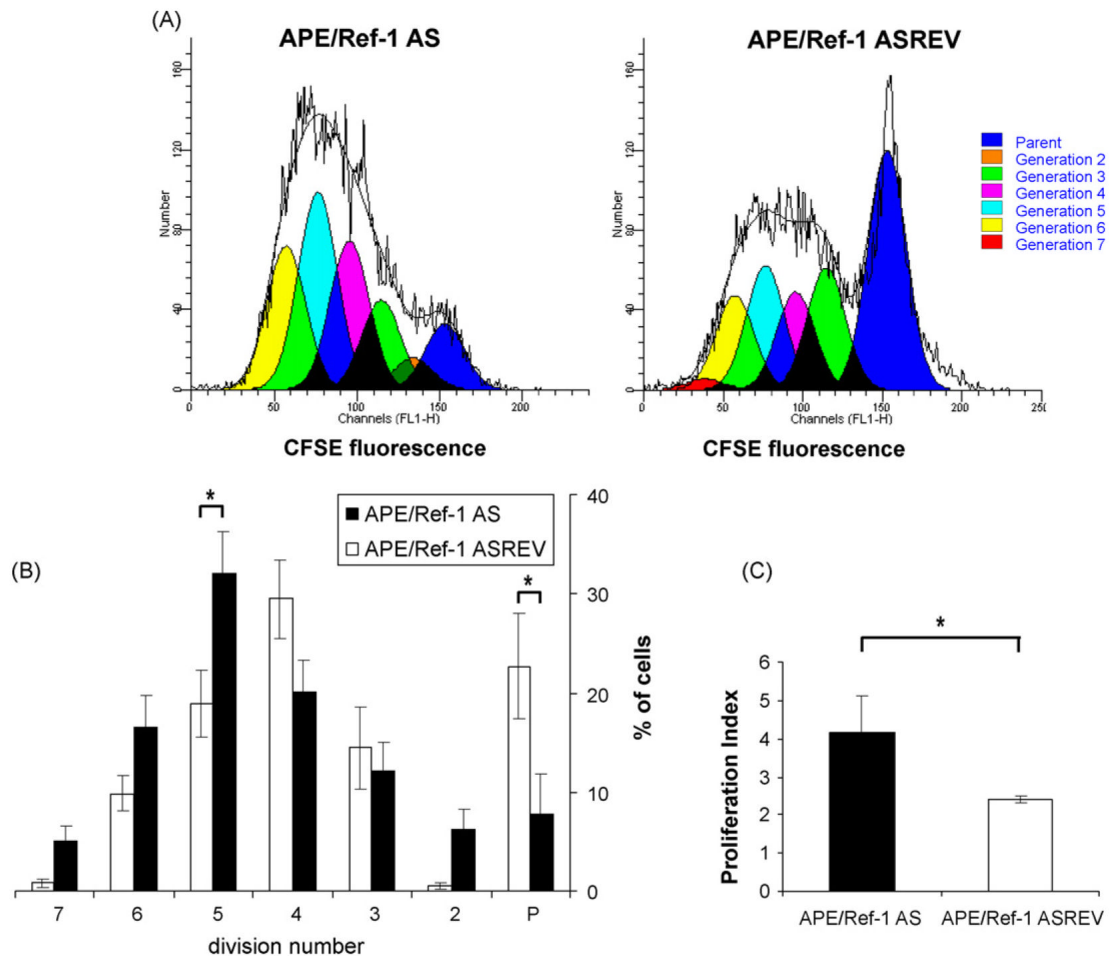 (A)
APE/Ref-1 AS
APE/Ref-1 ASREV
160
120
80
40
0
Number
0 50 100 150 200
Channels (FL1-H)
CFSE fluorescence
160
120
80
40
0
Number
0 50 100 150 200 250
Channels (FL1-H)
CFSE fluorescence
Parent
Generation 2
Generation 3
Generation 4
Generation 5
Generation 6
Generation 7
(B)
APE/Ref-1 AS
APE/Ref-1 ASREV
*
*
40
30
20
10
0
% of cells
7 6 5 4 3 2 P
division number
(C)
*
6
5
4
3
2
1
0
Proliferation Index
APE/Ref-1 AS APE/Ref-1 ASREV